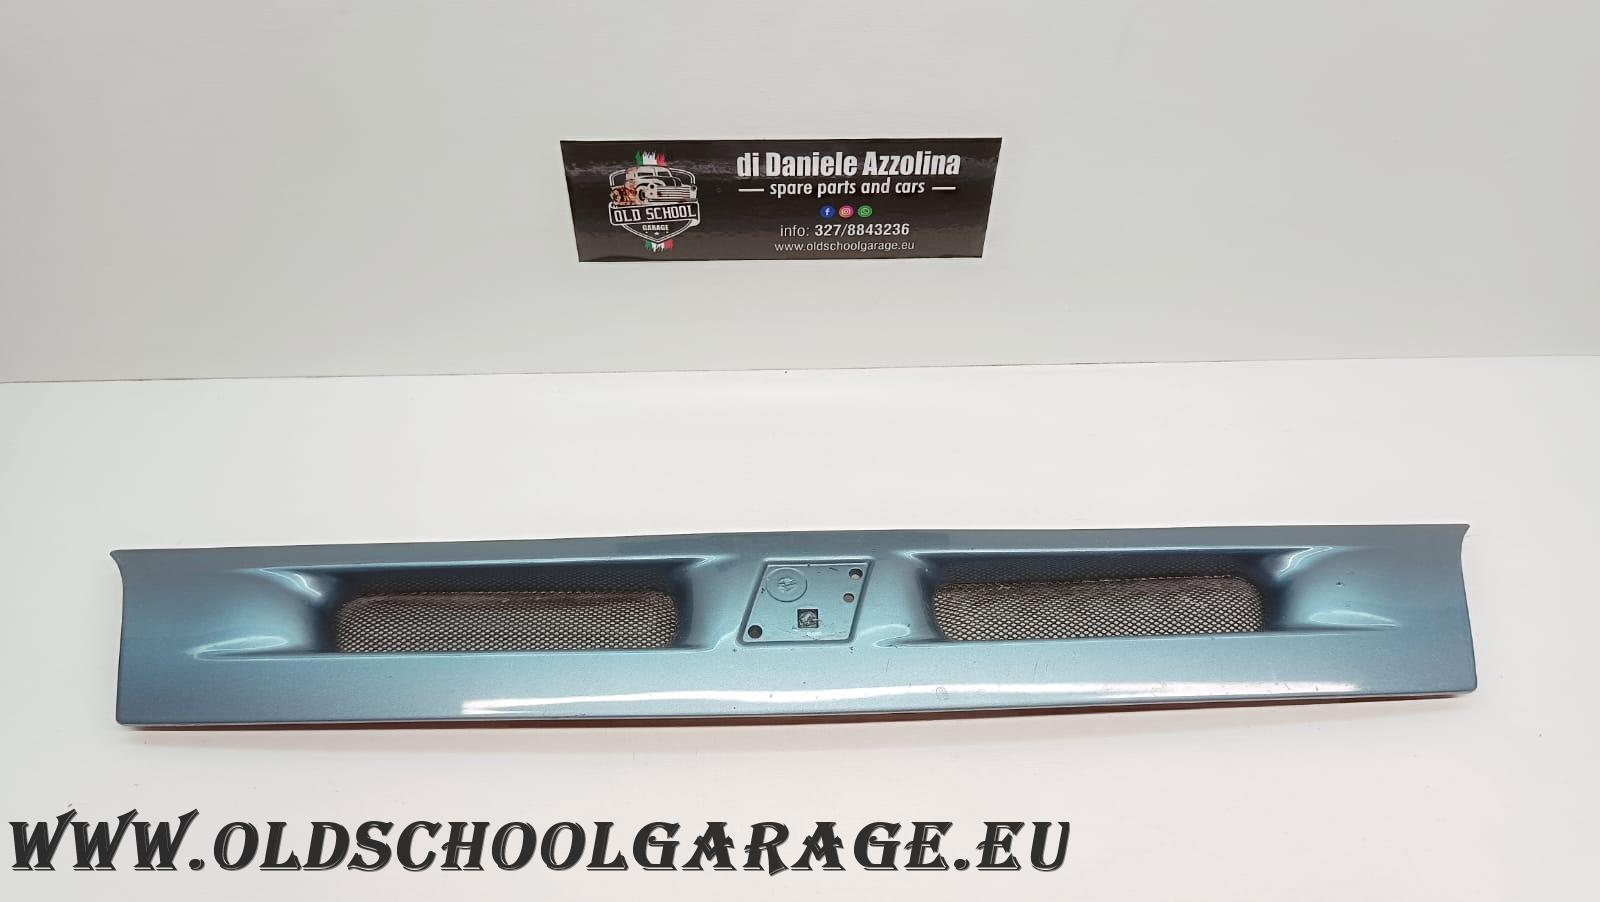 di Daniele Azzolina
spare parts and cars
OLD SCHOOL
GARAGE
info: 327/8843236
www.oldschoolgarage.eu
WWW.OLDSCHOOLGARAGE.EU